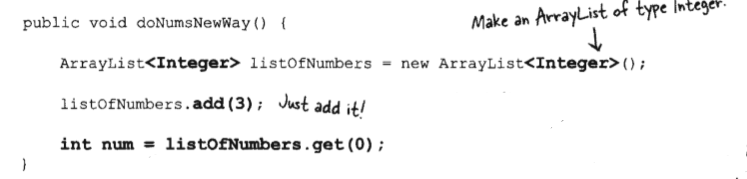 Make an ArrayList of type Integer.
public void doNumsNewWay() {
ArrayList<Integer> listOfNumbers = new ArrayList<Integer>();
listOfNumbers.add(3); Just add it!
int num = listOfNumbers.get(0);
}